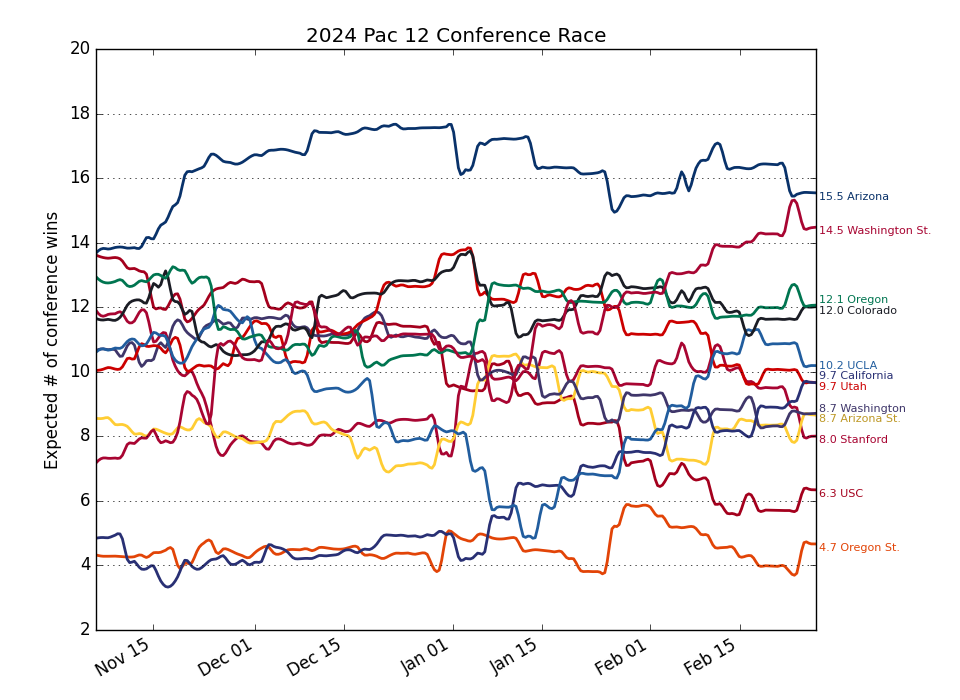 2024 Pac 12 Conference Race
Expected # of conference wins
20
18
16
14
12
10
8
6
4
2
Nov 15
Dec 01
Dec 15
Jan 01
Jan 15
Feb 01
Feb 15
15.5 Arizona
14.5 Washington St.
12.1 Oregon
12.0 Colorado
10.2 UCLA
9.7 California
9.7 Utah
8.7 Washington
8.7 Arizona St.
8.0 Stanford
6.3 USC
4.7 Oregon St.